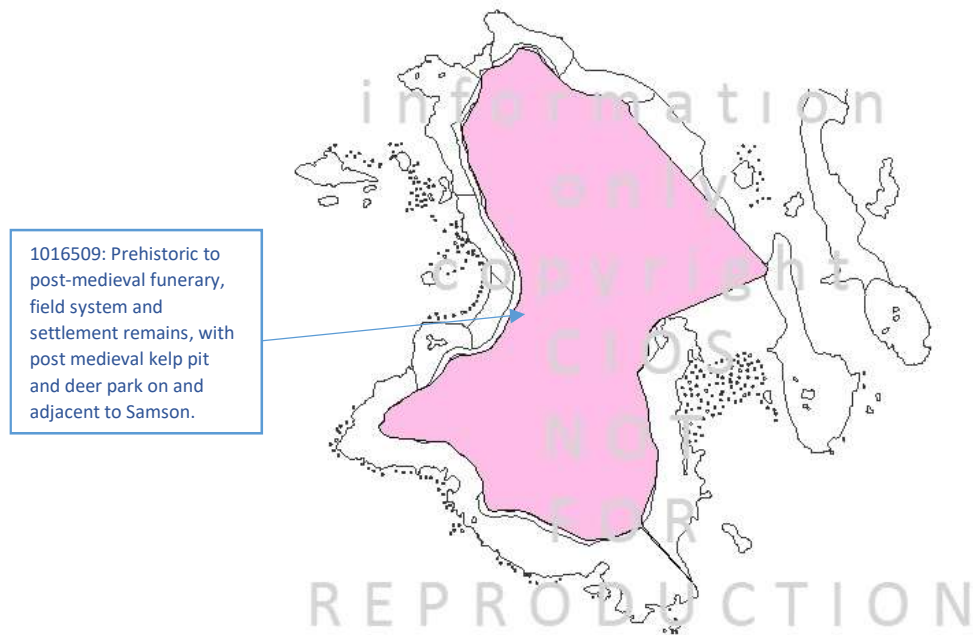 information
only
copyright
1016509: Prehistoric to
post-medieval funerary,
field system and
settlement remains, with
post medieval kelp pit
and deer park on and
adjacent to Samson.
CIOS
NOT
FOR
REPRODUCTION